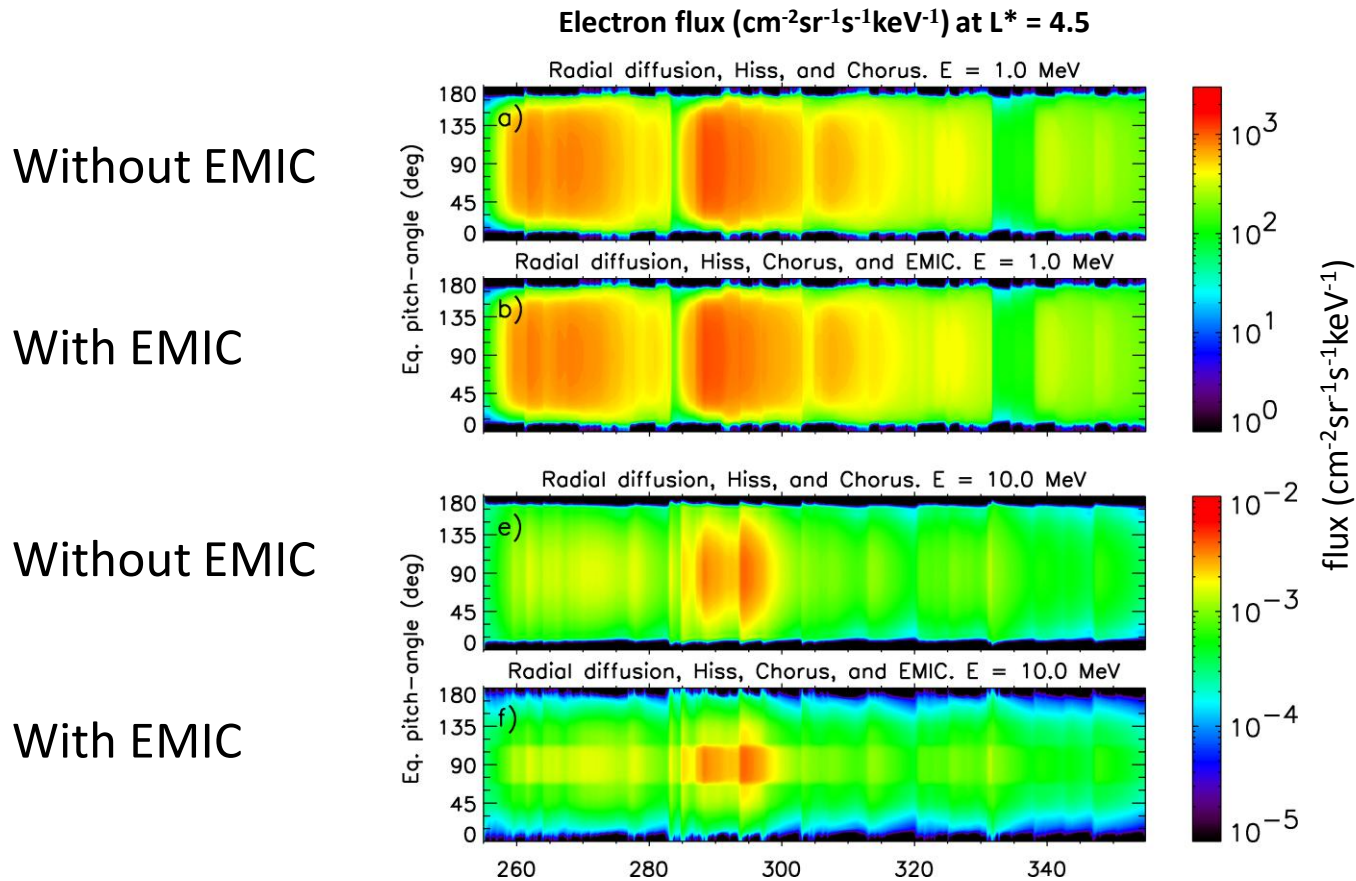 Electron flux (cm⁻²sr⁻¹s⁻¹keV⁻¹) at L* = 4.5
Radial diffusion, Hiss, and Chorus. E = 1.0 MeV
Without EMIC
Eq. pitch-angle (deg)
180
135
90
45
0
a)
Radial diffusion, Hiss, Chorus, and EMIC. E = 1.0 MeV
With EMIC
Eq. pitch-angle (deg)
180
135
90
45
0
b)
10³
10²
10¹
10⁰
Radial diffusion, Hiss, and Chorus. E = 10.0 MeV
Without EMIC
Eq. pitch-angle (deg)
180
135
90
45
0
e)
Radial diffusion, Hiss, Chorus, and EMIC. E = 10.0 MeV
With EMIC
Eq. pitch-angle (deg)
180
135
90
45
0
f)
260 280 300 320 340
10⁻²
10⁻³
10⁻⁴
10⁻⁵
flux (cm⁻²sr⁻¹s⁻¹keV⁻¹)